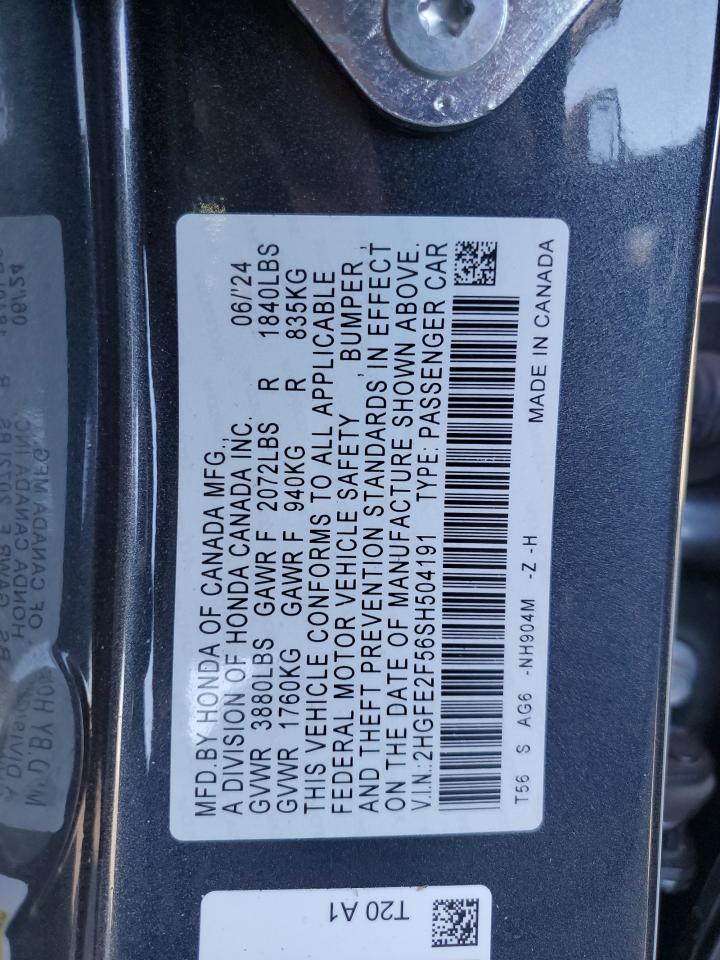 MFD.BY HONDA OF CANADA MFG.,
A DIVISION OF HONDA CANADA INC. 06/'24
GVWR 3880LBS GAWR F 2072LBS R 1840LBS
GVWR 1760KG GAWR F 940KG R 835KG
THIS VEHICLE CONFORMS TO ALL APPLICABLE
FEDERAL MOTOR VEHICLE SAFETY , BUMPER ,
AND THEFT PREVENTION STANDARDS IN EFFECT
ON THE DATE OF MANUFACTURE SHOWN ABOVE.
V.I.N.:2HGFE2F56SH504191 TYPE: PASSENGER CAR
T56 S AG6 -NH904M -Z -H
MADE IN CANADA
T20 A1